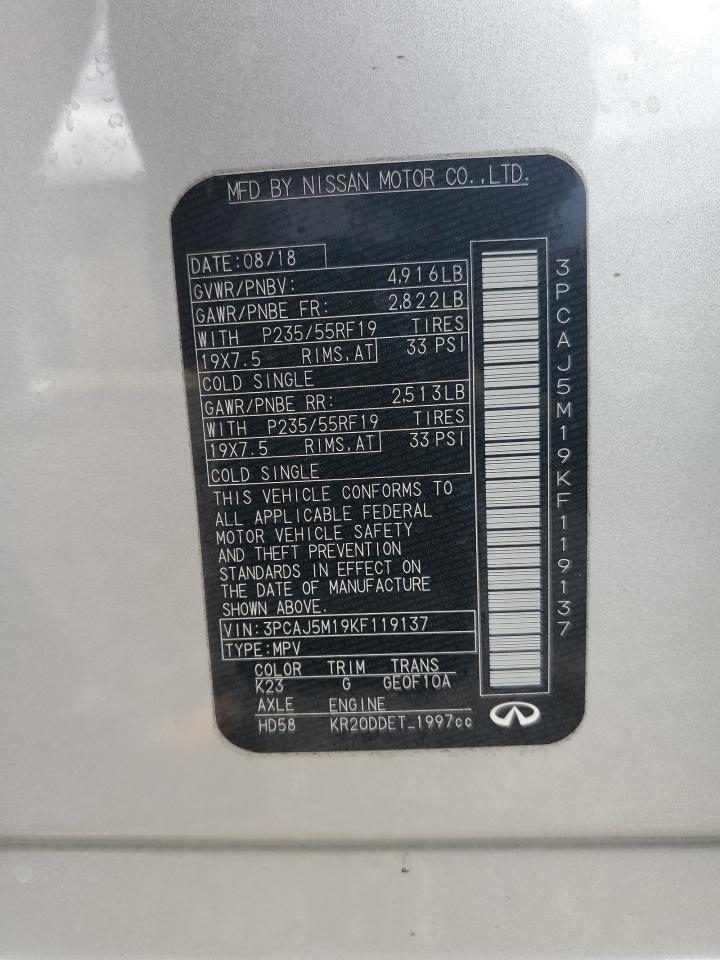 MFD BY NISSAN MOTOR CO.,LTD.
DATE:08/18
GVWR/PNBV: 4,916LB
GAWR/PNBE FR: 2,822LB
WITH P235/55RF19 TIRES
19X7.5 RIMS,AT 33 PSI
COLD SINGLE
GAWR/PNBE RR: 2,513LB
WITH P235/55RF19 TIRES
19X7.5 RIMS,AT 33 PSI
COLD SINGLE
THIS VEHICLE CONFORMS TO
ALL APPLICABLE FEDERAL
MOTOR VEHICLE SAFETY
AND THEFT PREVENTION
STANDARDS IN EFFECT ON
THE DATE OF MANUFACTURE
SHOWN ABOVE.
VIN:3PCAJ5M19KF119137
TYPE:MPV
COLOR TRIM TRANS
K23 G GE0F10A
AXLE ENGINE
HD58 KR20DDET_1997cc
3PCAJ5M19KF119137